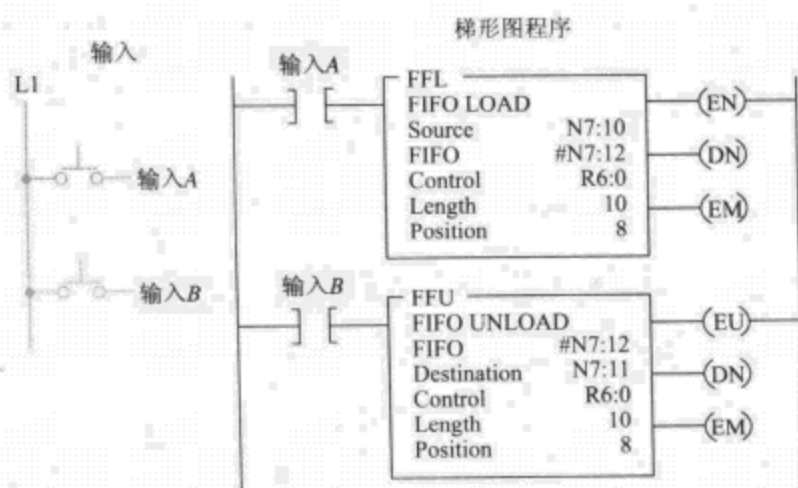 梯形图程序
输入
L1
输入A
输入B
输入A
FFL
FIFO LOAD
Source N7:10
FIFO #N7:12
Control R6:0
Length 10
Position 8
EN
DN
EM
输入B
FFU
FIFO UNLOAD
FIFO #N7:12
Destination N7:11
Control R6:0
Length 10
Position 8
EU
DN
EM